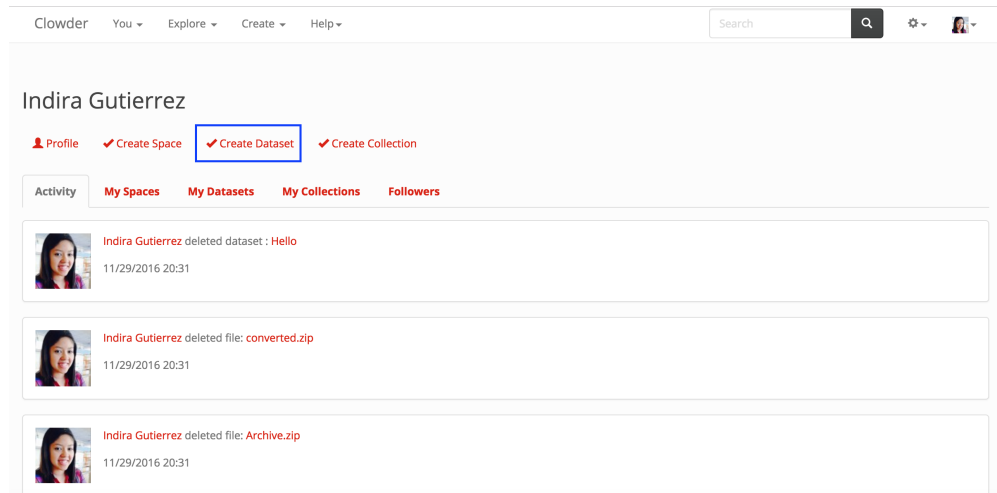 Clowder You Explore Create Help Search
Indira Gutierrez
Profile Create Space Create Dataset Create Collection
Activity My Spaces My Datasets My Collections Followers
Indira Gutierrez deleted dataset : Hello
11/29/2016 20:31
Indira Gutierrez deleted file: converted.zip
11/29/2016 20:31
Indira Gutierrez deleted file: Archive.zip
11/29/2016 20:31